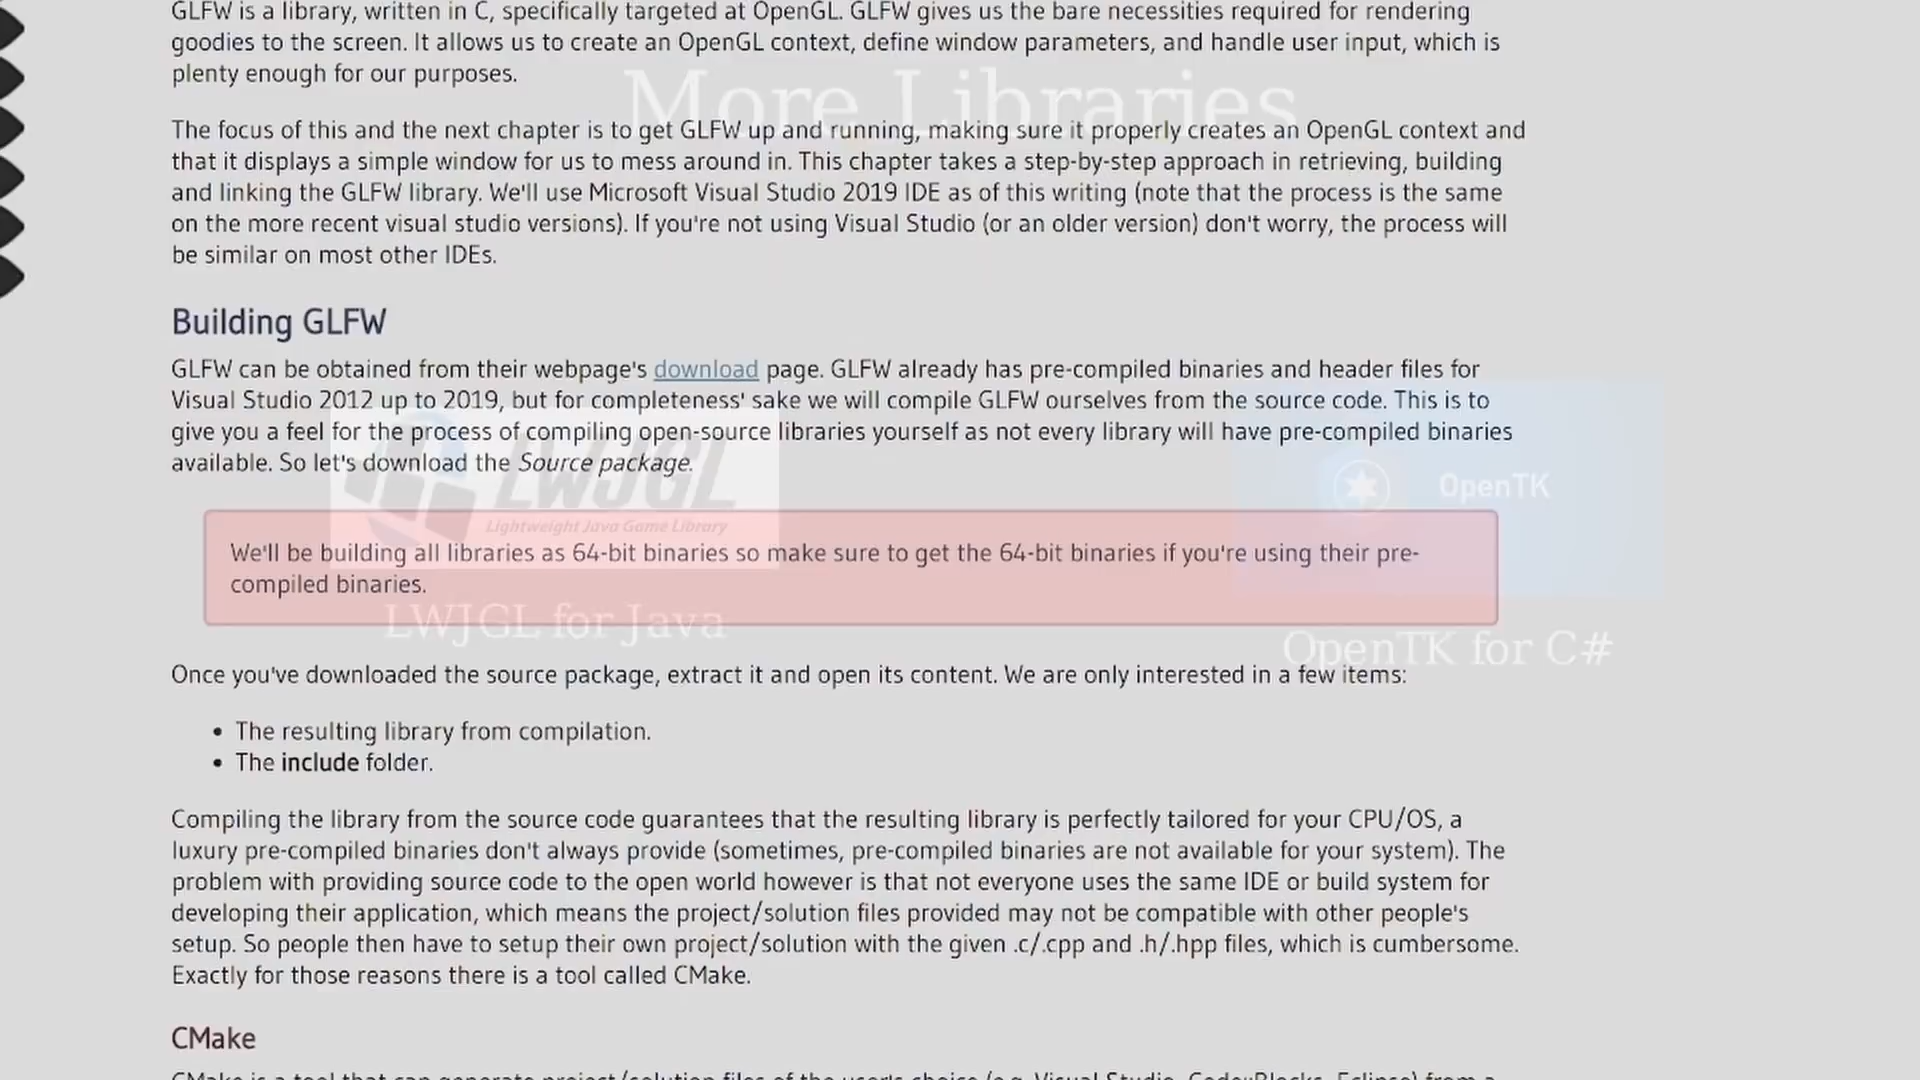 GLFW is a library, written in C, specifically targeted at OpenGL. GLFW gives us the bare necessities required for rendering
goodies to the screen. It allows us to create an OpenGL context, define window parameters, and handle user input, which is
plenty enough for our purposes.
More Libraries
The focus of this and the next chapter is to get GLFW up and running, making sure it properly creates an OpenGL context and
that it displays a simple window for us to mess around in. This chapter takes a step-by-step approach in retrieving, building
and linking the GLFW library. We'll use Microsoft Visual Studio 2019 IDE as of this writing (note that the process is the same
on the more recent visual studio versions). If you're not using Visual Studio (or an older version) don't worry, the process will
be similar on most other IDEs.
Building GLFW
GLFW can be obtained from their webpage's download page. GLFW already has pre-compiled binaries and header files for
Visual Studio 2012 up to 2019, but for completeness' sake we will compile GLFW ourselves from the source code. This is to
give you a feel for the process of compiling open-source libraries yourself as not every library will have pre-compiled binaries
available. So let's download the Source package.
LWJGL
Lightweight Java Game Library
OpenTK
We'll be building all libraries as 64-bit binaries so make sure to get the 64-bit binaries if you're using their pre-
compiled binaries.
LWJGL for Java
OpenTK for C#
Once you've downloaded the source package, extract it and open its content. We are only interested in a few items:
• The resulting library from compilation.
• The include folder.
Compiling the library from the source code guarantees that the resulting library is perfectly tailored for your CPU/OS, a
luxury pre-compiled binaries don't always provide (sometimes, pre-compiled binaries are not available for your system). The
problem with providing source code to the open world however is that not everyone uses the same IDE or build system for
developing their application, which means the project/solution files provided may not be compatible with other people's
setup. So people then have to setup their own project/solution with the given .c/.cpp and .h/.hpp files, which is cumbersome.
Exactly for those reasons there is a tool called CMake.
CMake
CMake is a tool that can generate project/solution files of the user's choice (e.g. Visual Studio, Code::Blocks, Eclipse) from a